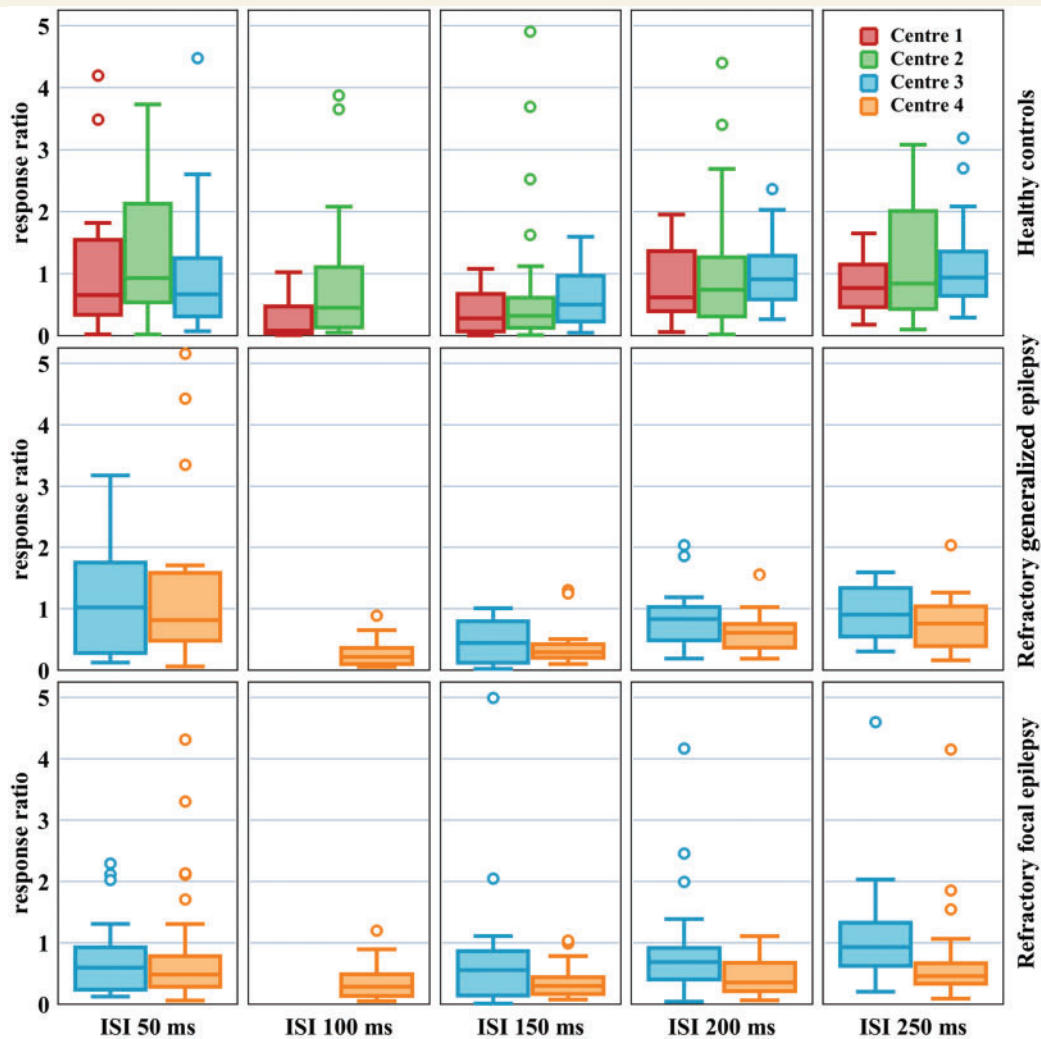 5
4
3
2
1
0
response ratio
Centre 1
Centre 2
Centre 3
Centre 4
Healthy controls
5
4
3
2
1
0
response ratio
Refractory generalized epilepsy
5
4
3
2
1
0
response ratio
Refractory focal epilepsy
ISI 50 ms
ISI 100 ms
ISI 150 ms
ISI 200 ms
ISI 250 ms